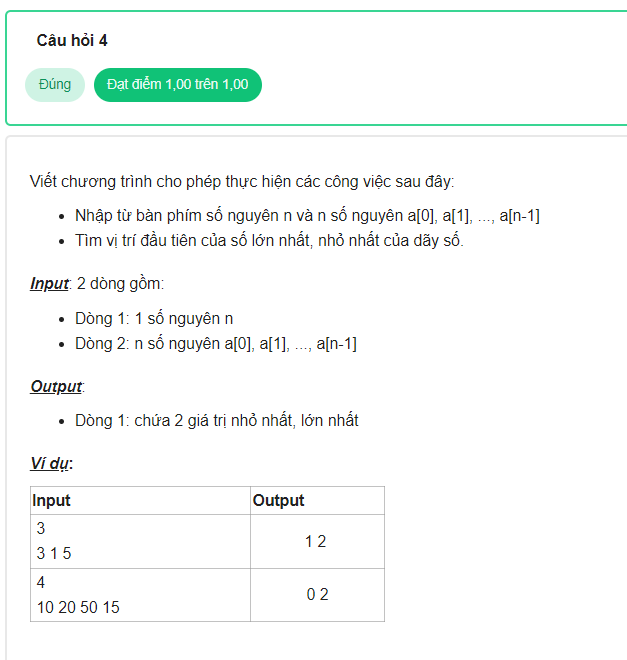 Câu hỏi 4
Đúng
Đạt điểm 1,00 trên 1,00
Viết chương trình cho phép thực hiện các công việc sau đây:
Nhập từ bàn phím số nguyên n và n số nguyên a[0], a[1], ..., a[n-1]
Tìm vị trí đầu tiên của số lớn nhất, nhỏ nhất của dãy số.
Input: 2 dòng gồm:
Dòng 1: 1 số nguyên n
Dòng 2: n số nguyên a[0], a[1], ..., a[n-1]
Output:
Dòng 1: chứa 2 giá trị nhỏ nhất, lớn nhất
Ví dụ:
Input Output
3
3 1 5
1 2
4
10 20 50 15
0 2